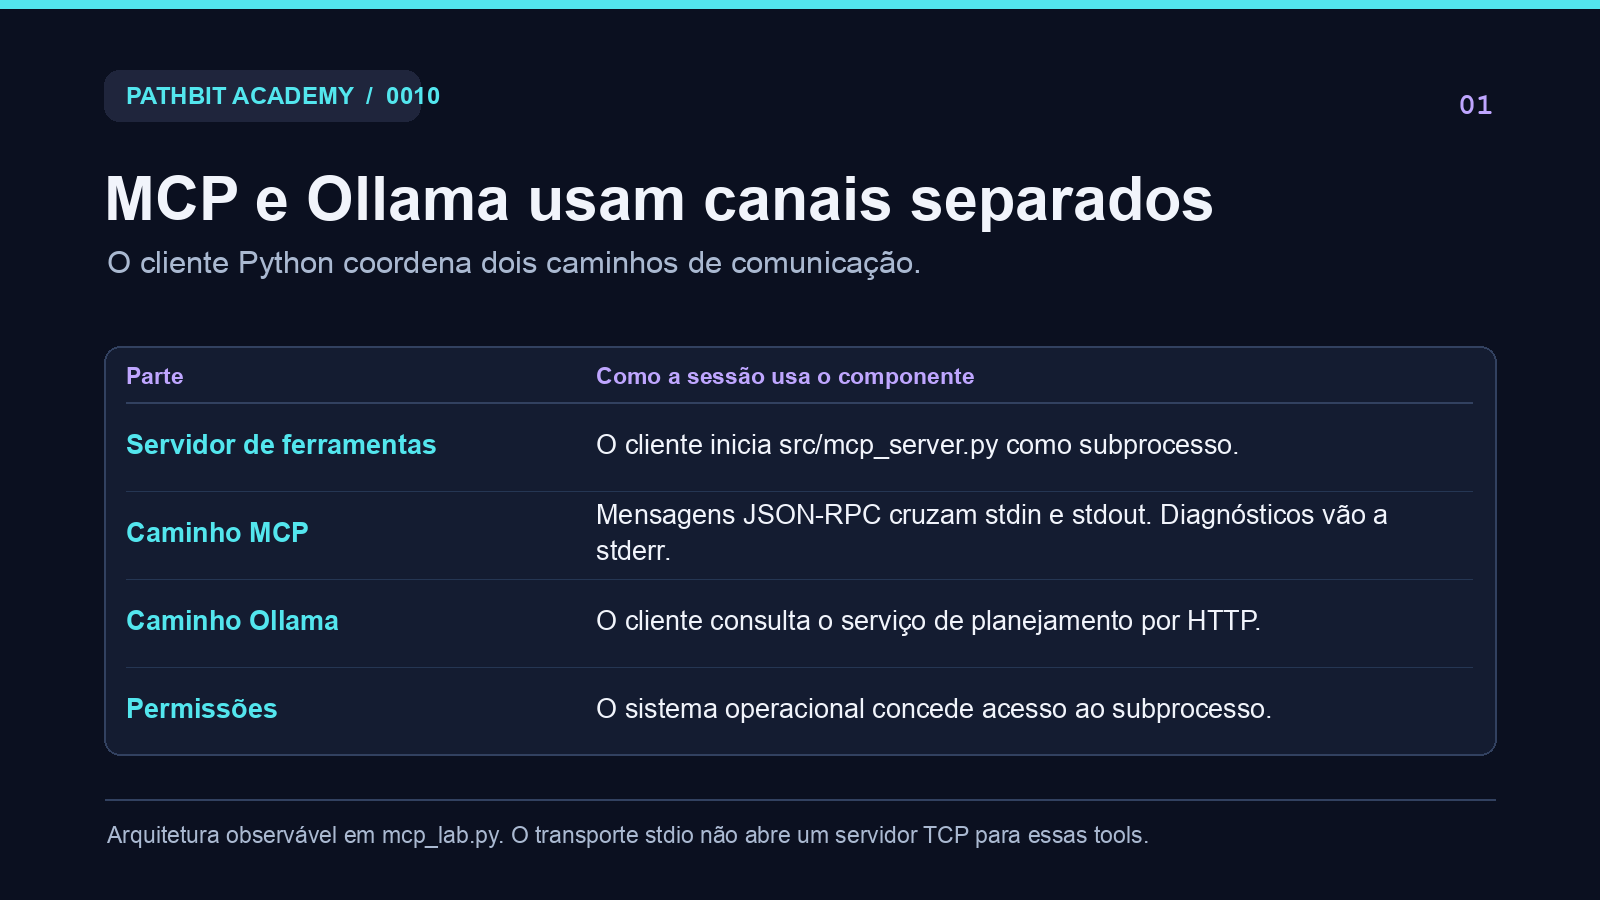 PATHBIT ACADEMY / 0010
01
MCP e Ollama usam canais separados
O cliente Python coordena dois caminhos de comunicação.
Parte
Como a sessão usa o componente
Servidor de ferramentas
O cliente inicia src/mcp_server.py como subprocesso.
Caminho MCP
Mensagens JSON-RPC cruzam stdin e stdout. Diagnósticos vão a
stderr.
Caminho Ollama
O cliente consulta o serviço de planejamento por HTTP.
Permissões
O sistema operacional concede acesso ao subprocesso.
Arquitetura observável em mcp_lab.py. O transporte stdio não abre um servidor TCP para essas tools.